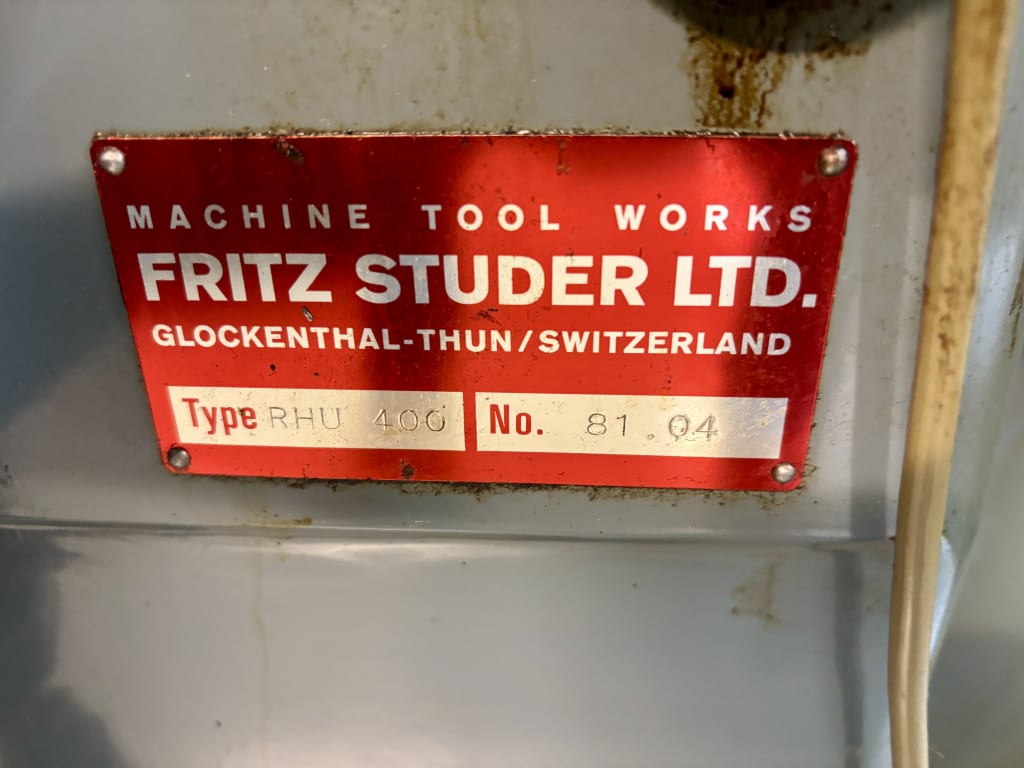 MACHINE TOOL WORKS
FRITZ STUDER LTD.
GLOCKENTHAL-THUN/SWITZERLAND
Type RHU 400 No. 81.04